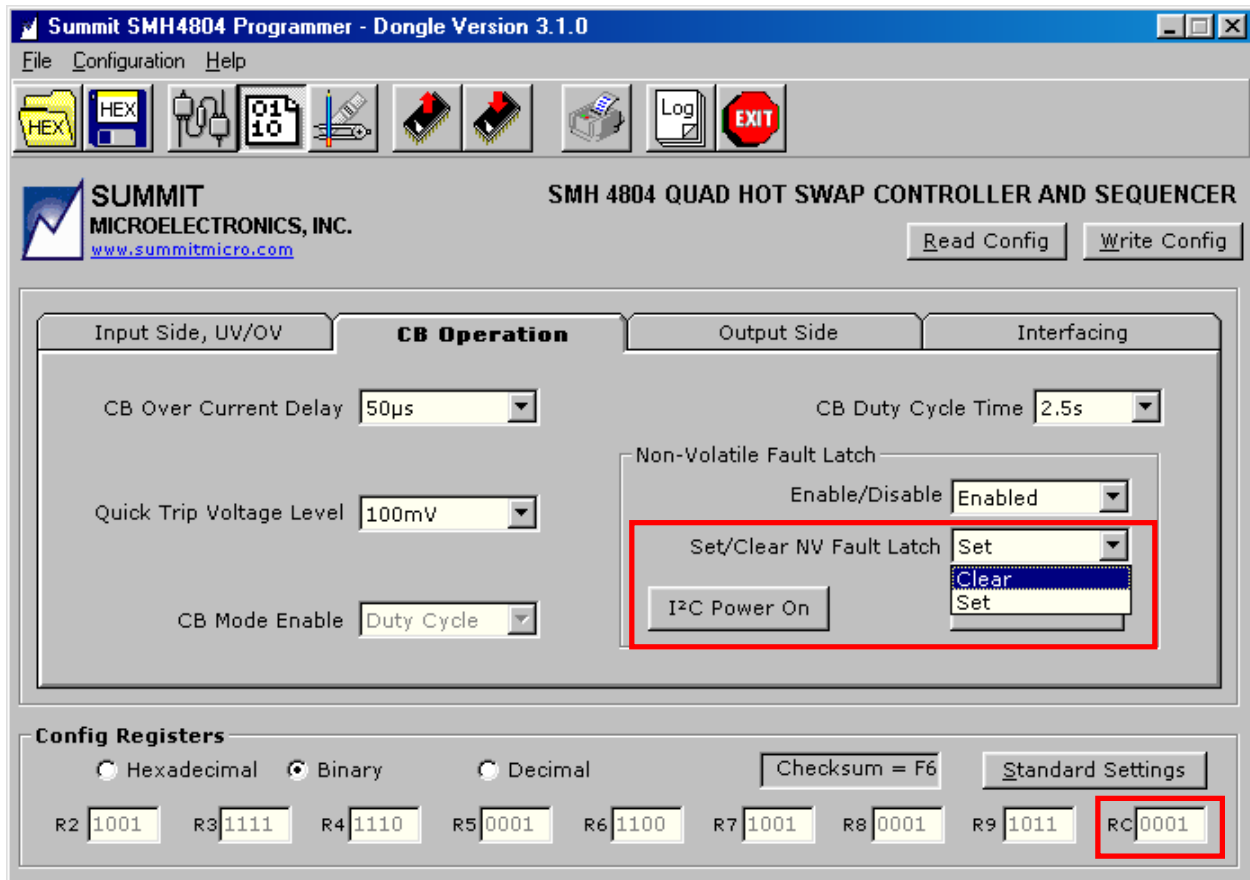 Summit SMH4804 Programmer - Dongle Version 3.1.0
File Configuration Help
HEX HEX 01 10 Log EXIT
SUMMIT
MICROELECTRONICS, INC.
www.summitmicro.com
SMH 4804 QUAD HOT SWAP CONTROLLER AND SEQUENCER
Read Config Write Config
Input Side, UV/OV CB Operation Output Side Interfacing
CB Over Current Delay 50µs CB Duty Cycle Time 2.5s
Non-Volatile Fault Latch
Enable/Disable Enabled
Quick Trip Voltage Level 100mV
Set/Clear NV Fault Latch Set
Clear
Set
I²C Power On
CB Mode Enable Duty Cycle
Config Registers
Hexadecimal Binary Decimal Checksum = F6 Standard Settings
R2 1001 R3 1111 R4 1110 R5 0001 R6 1100 R7 1001 R8 0001 R9 1011 RC 0001